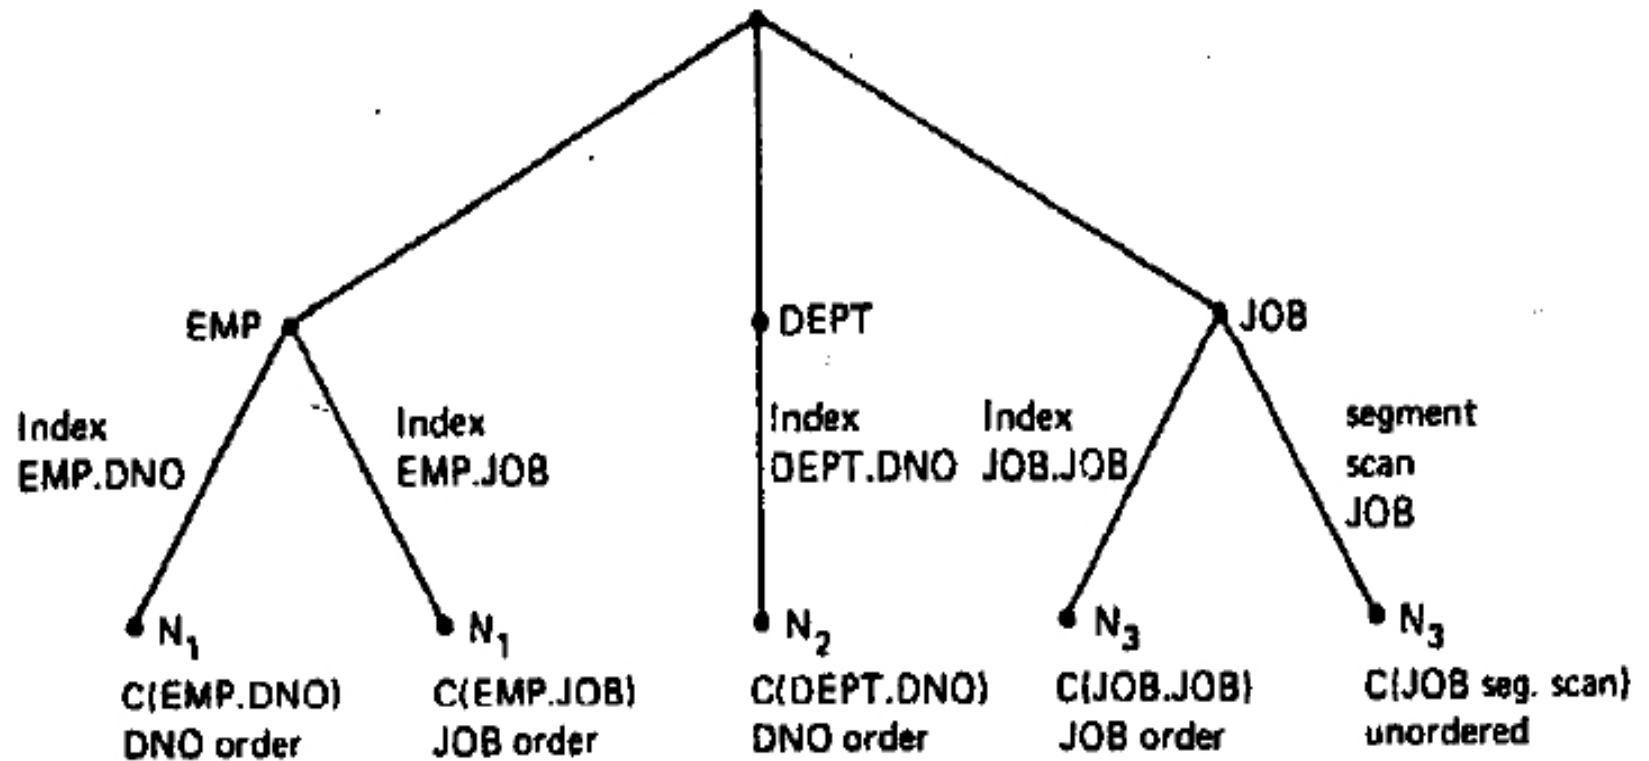 EMP
DEPT
JOB
Index
EMP.DNO
Index
EMP.JOB
Index
DEPT.DNO
Index
JOB.JOB
segment
scan
JOB
N₁
C(EMP.DNO)
DNO order
N₁
C(EMP.JOB)
JOB order
N₂
C(DEPT.DNO)
DNO order
N₃
C(JOB.JOB)
JOB order
N₃
C(JOB seg. scan)
unordered